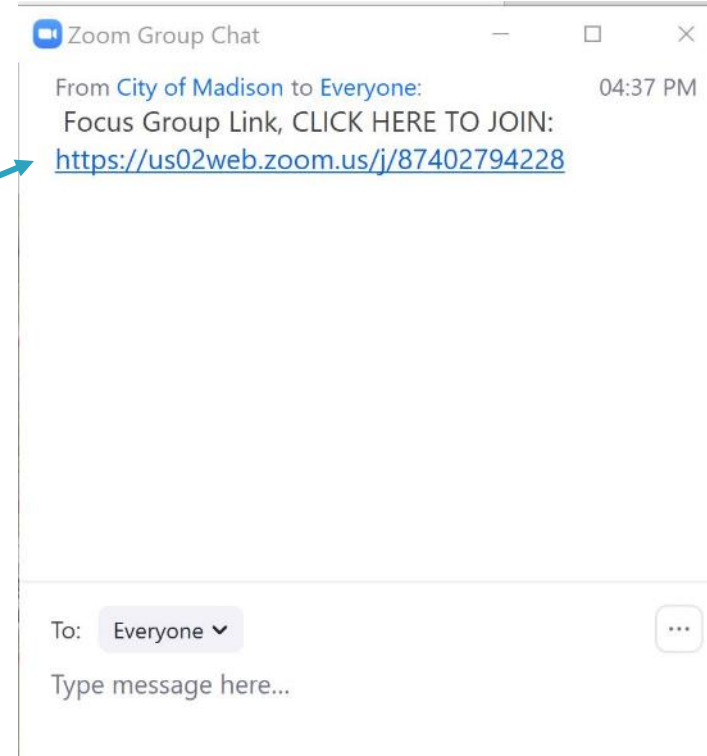 Zoom Group Chat
From City of Madison to Everyone: 04:37 PM
Focus Group Link, CLICK HERE TO JOIN:
https://us02web.zoom.us/j/87402794228
To: Everyone
Type message here...